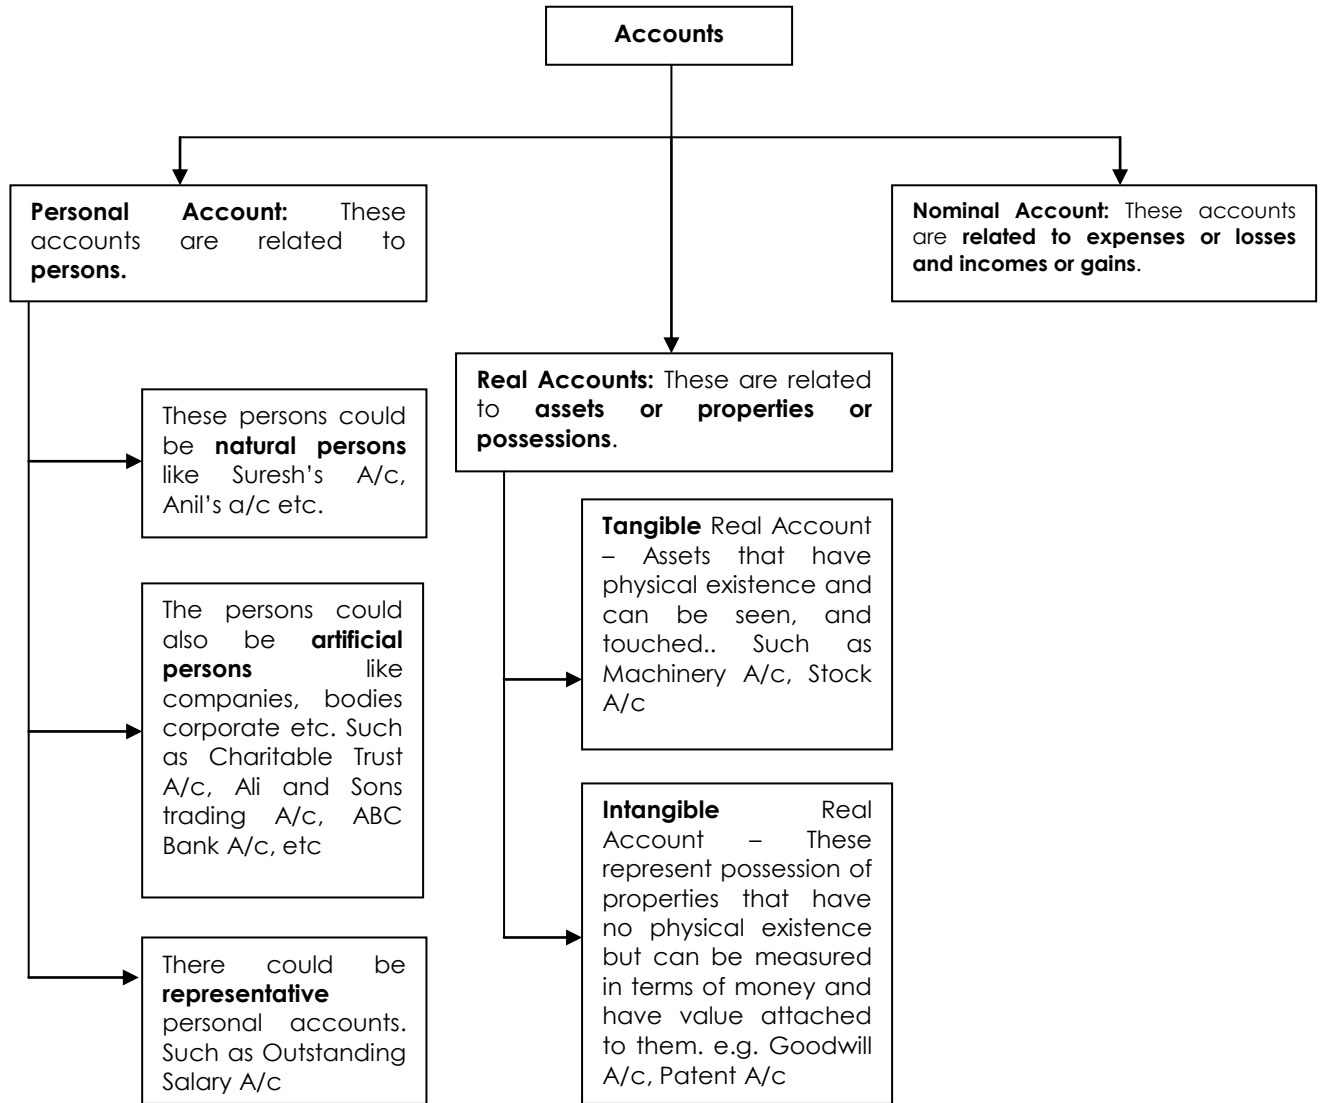 Accounts
Personal Account: These
accounts are related to
persons.
Nominal Account: These accounts
are related to expenses or losses
and incomes or gains.
Real Accounts: These are related
to assets or properties or
possessions.
These persons could
be natural persons
like Suresh's A/c,
Anil's a/c etc.
The persons could
also be artificial
persons like
companies, bodies
corporate etc. Such
as Charitable Trust
A/c, Ali and Sons
trading A/c, ABC
Bank A/c, etc
There could be
representative
personal accounts.
Such as Outstanding
Salary A/c
Tangible Real Account
– Assets that have
physical existence and
can be seen, and
touched.. Such as
Machinery A/c, Stock
A/c
Intangible Real
Account – These
represent possession of
properties that have
no physical existence
but can be measured
in terms of money and
have value attached
to them. e.g. Goodwill
A/c, Patent A/c